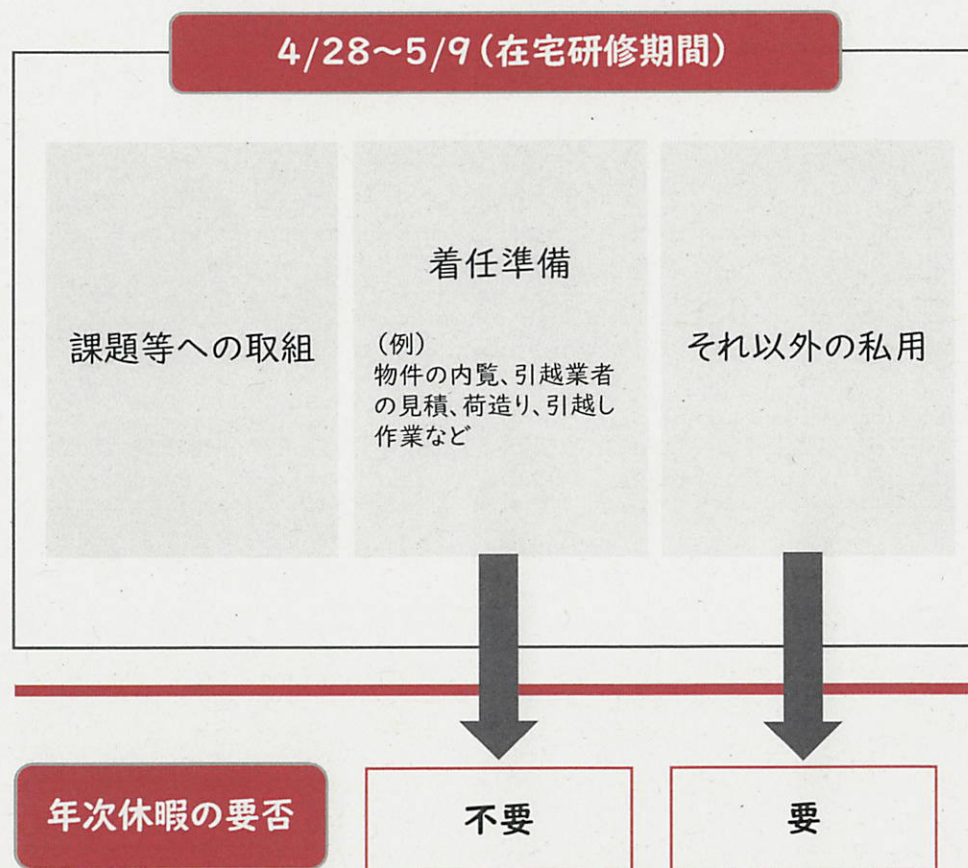 4/28～5/9(在宅研修期間)
課題等への取組
着任準備
(例)
物件の内覧、引越業者
の見積、荷造り、引越し
作業など
それ以外の私用
年次休暇の要否
不要
要